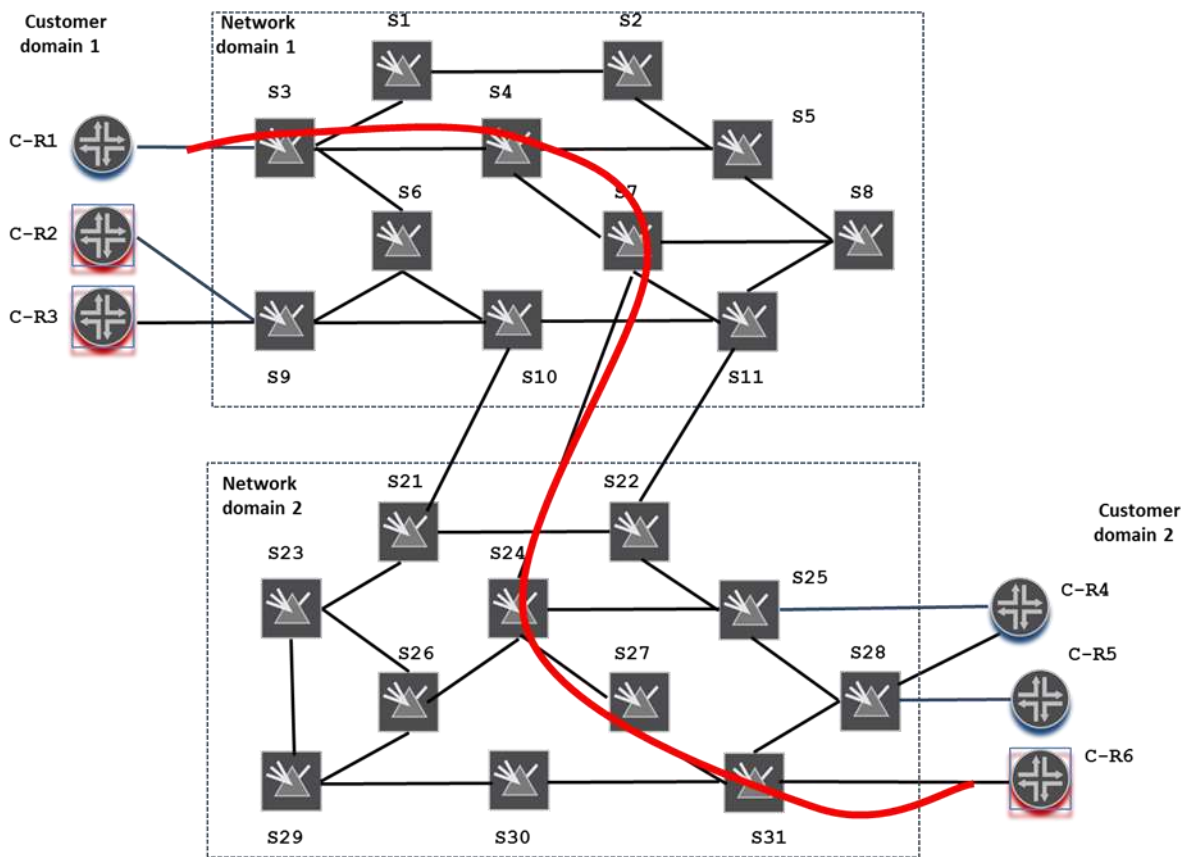 Customer
domain 1
Network
domain 1
S1
S2
S3
S4
S5
C-R1
S6
S7
S8
C-R2
C-R3
S9
S10
S11
Network
domain 2
S21
S22
Customer
domain 2
S23
S24
S25
C-R4
S26
S27
S28
C-R5
C-R6
S29
S30
S31